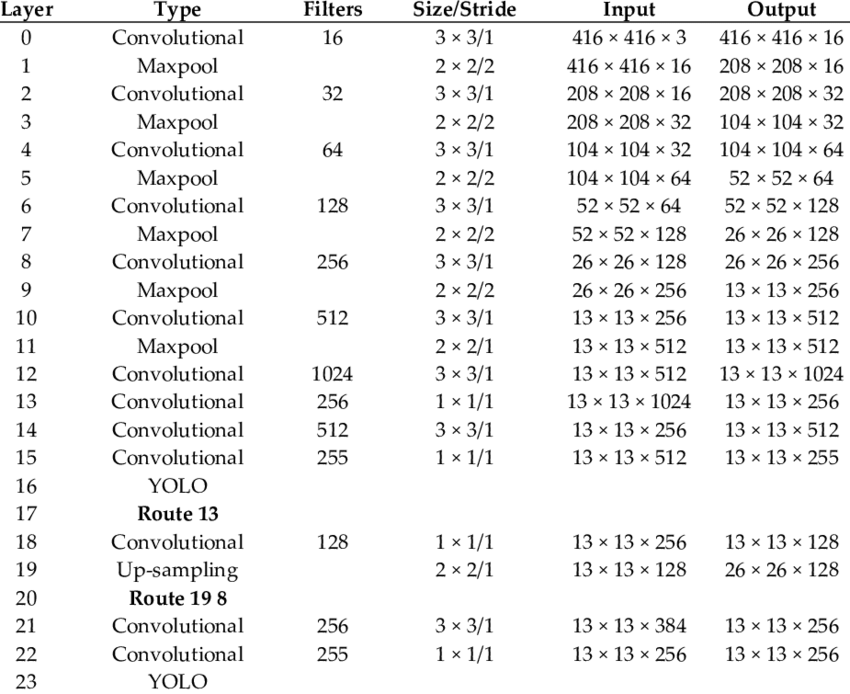 Layer Type Filters Size/Stride Input Output
0 Convolutional 16 3 × 3/1 416 × 416 × 3 416 × 416 × 16
1 Maxpool 2 × 2/2 416 × 416 × 16 208 × 208 × 16
2 Convolutional 32 3 × 3/1 208 × 208 × 16 208 × 208 × 32
3 Maxpool 2 × 2/2 208 × 208 × 32 104 × 104 × 32
4 Convolutional 64 3 × 3/1 104 × 104 × 32 104 × 104 × 64
5 Maxpool 2 × 2/2 104 × 104 × 64 52 × 52 × 64
6 Convolutional 128 3 × 3/1 52 × 52 × 64 52 × 52 × 128
7 Maxpool 2 × 2/2 52 × 52 × 128 26 × 26 × 128
8 Convolutional 256 3 × 3/1 26 × 26 × 128 26 × 26 × 256
9 Maxpool 2 × 2/2 26 × 26 × 256 13 × 13 × 256
10 Convolutional 512 3 × 3/1 13 × 13 × 256 13 × 13 × 512
11 Maxpool 2 × 2/1 13 × 13 × 512 13 × 13 × 512
12 Convolutional 1024 3 × 3/1 13 × 13 × 512 13 × 13 × 1024
13 Convolutional 256 1 × 1/1 13 × 13 × 1024 13 × 13 × 256
14 Convolutional 512 3 × 3/1 13 × 13 × 256 13 × 13 × 512
15 Convolutional 255 1 × 1/1 13 × 13 × 512 13 × 13 × 255
16 YOLO
17 Route 13
18 Convolutional 128 1 × 1/1 13 × 13 × 256 13 × 13 × 128
19 Up-sampling 2 × 2/1 13 × 13 × 128 26 × 26 × 128
20 Route 19 8
21 Convolutional 256 3 × 3/1 13 × 13 × 384 13 × 13 × 256
22 Convolutional 255 1 × 1/1 13 × 13 × 256 13 × 13 × 256
23 YOLO